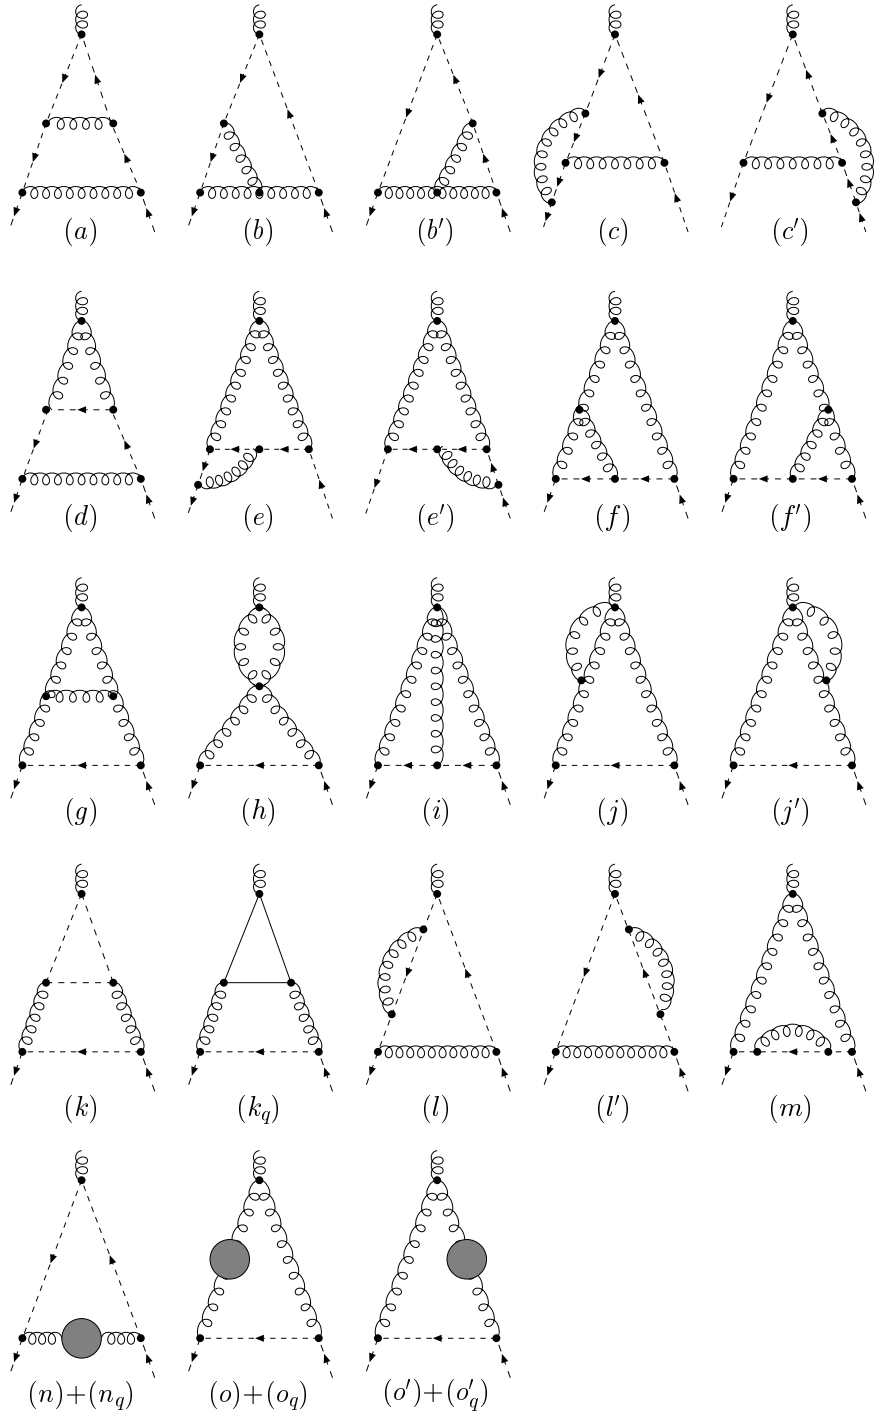 (a) (b) (b′) (c) (c′)
(d) (e) (e′) (f) (f′)
(g) (h) (i) (j) (j′)
(k) (k_q) (l) (l′) (m)
(n)+(n_q) (o)+(o_q) (o′)+(o′_q)